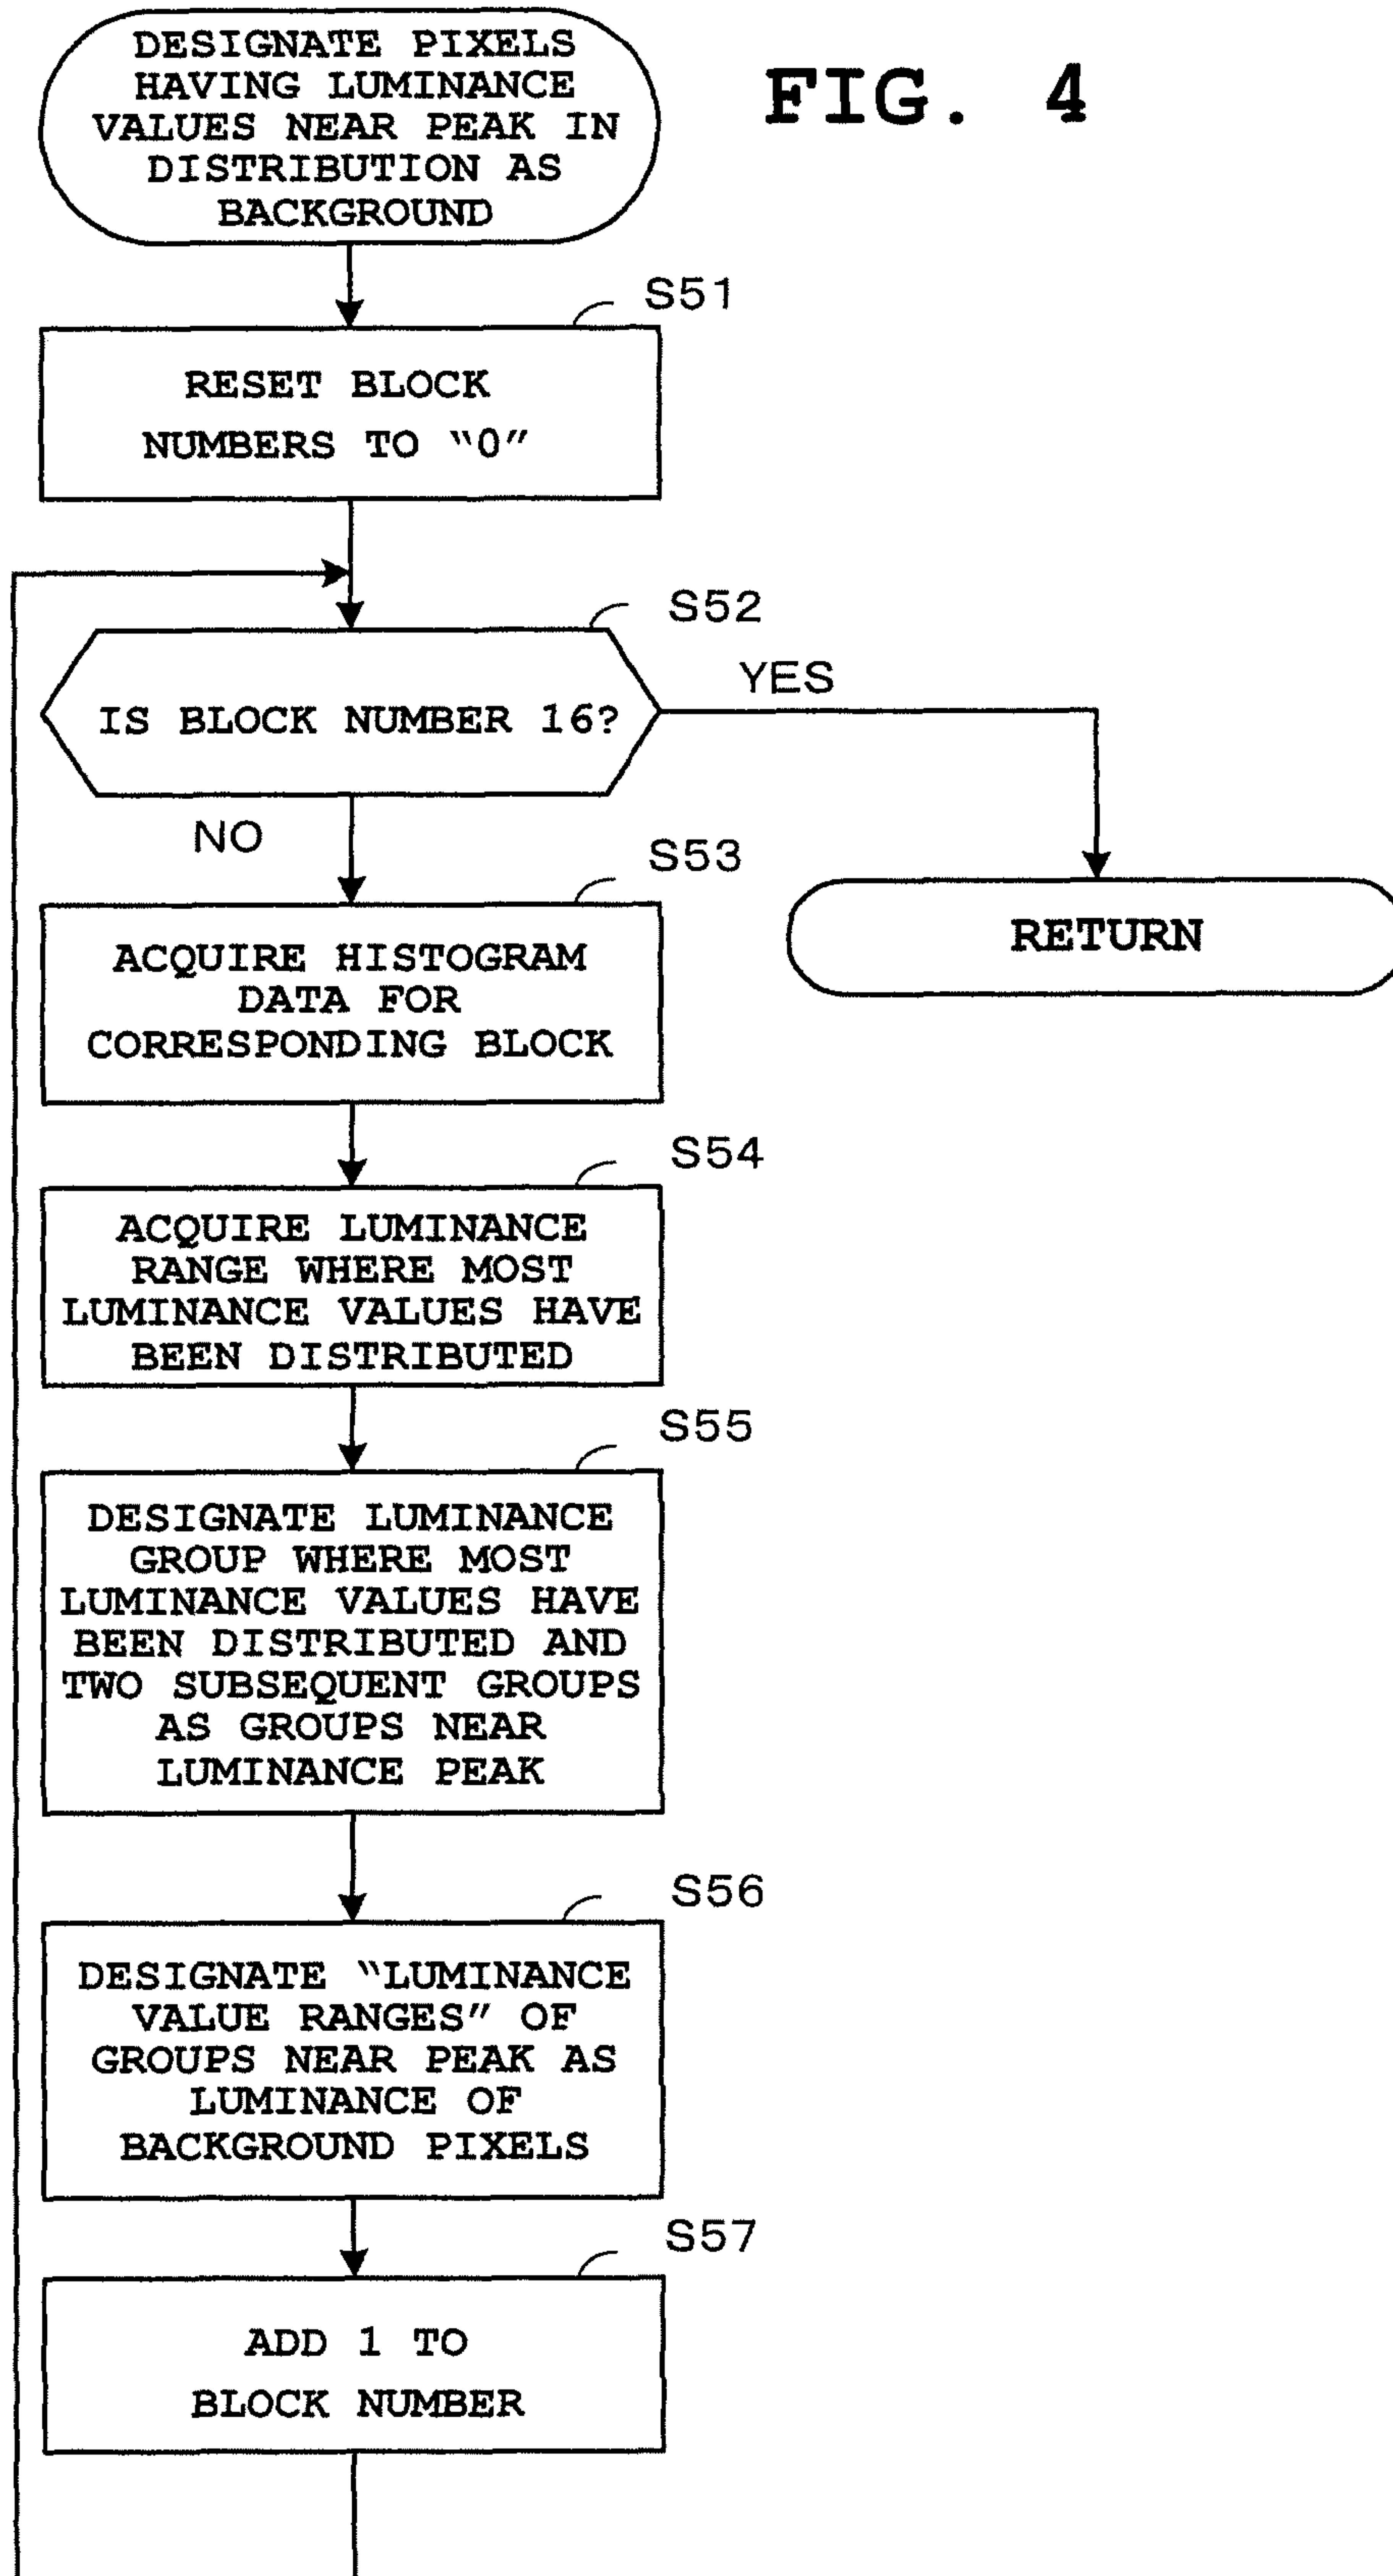 DESIGNATE PIXELS
HAVING LUMINANCE
VALUES NEAR PEAK IN
DISTRIBUTION AS
BACKGROUND
FIG. 4
S51
RESET BLOCK
NUMBERS TO "0"
S52
IS BLOCK NUMBER 16?
YES
NO
RETURN
S53
ACQUIRE HISTOGRAM
DATA FOR
CORRESPONDING BLOCK
S54
ACQUIRE LUMINANCE
RANGE WHERE MOST
LUMINANCE VALUES HAVE
BEEN DISTRIBUTED
S55
DESIGNATE LUMINANCE
GROUP WHERE MOST
LUMINANCE VALUES HAVE
BEEN DISTRIBUTED AND
TWO SUBSEQUENT GROUPS
AS GROUPS NEAR
LUMINANCE PEAK
S56
DESIGNATE "LUMINANCE
VALUE RANGES" OF
GROUPS NEAR PEAK AS
LUMINANCE OF
BACKGROUND PIXELS
S57
ADD 1 TO
BLOCK NUMBER